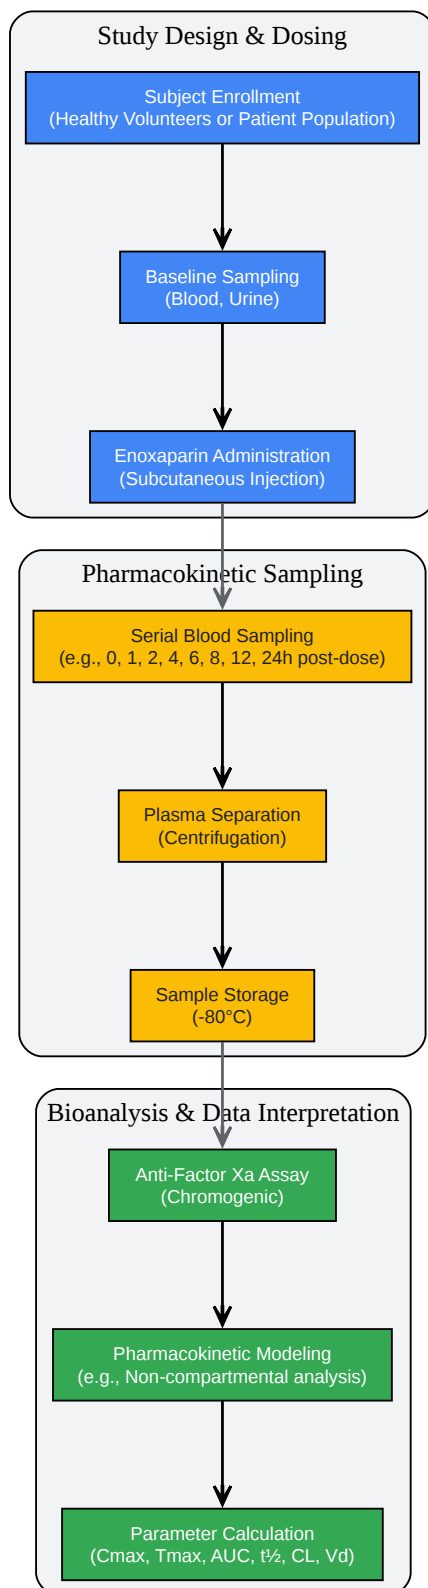 Study Design & Dosing
Subject Enrollment
(Healthy Volunteers or Patient Population)
Baseline Sampling
(Blood, Urine)
Enoxaparin Administration
(Subcutaneous Injection)
Pharmacokinetic Sampling
Serial Blood Sampling
(e.g., 0, 1, 2, 4, 6, 8, 12, 24h post-dose)
Plasma Separation
(Centrifugation)
Sample Storage
(-80°C)
Bioanalysis & Data Interpretation
Anti-Factor Xa Assay
(Chromogenic)
Pharmacokinetic Modeling
(e.g., Non-compartmental analysis)
Parameter Calculation
(Cmax, Tmax, AUC, t½, CL, Vd)